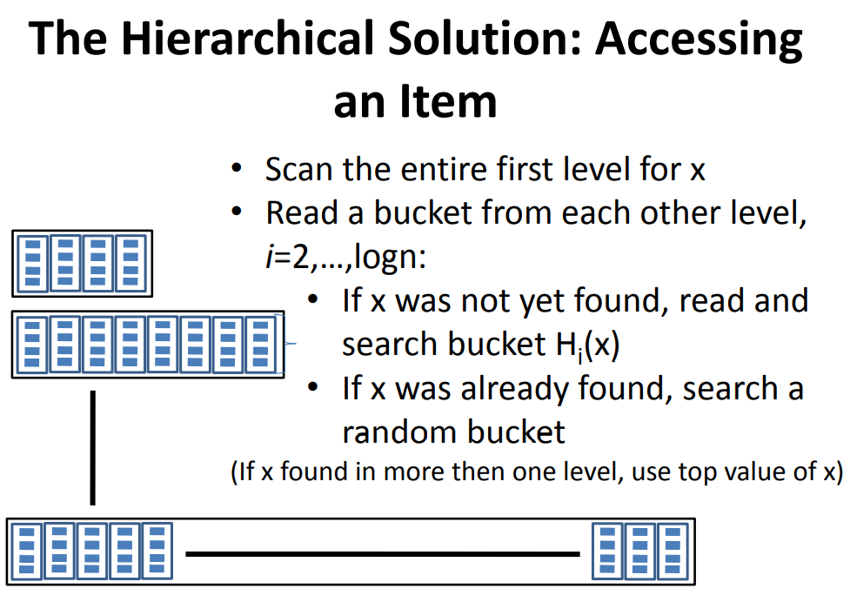 The Hierarchical Solution: Accessing
an Item
• Scan the entire first level for x
• Read a bucket from each other level,
i=2,...,logn:
• If x was not yet found, read and
search bucket Hi(x)
• If x was already found, search a
random bucket
(If x found in more then one level, use top value of x)